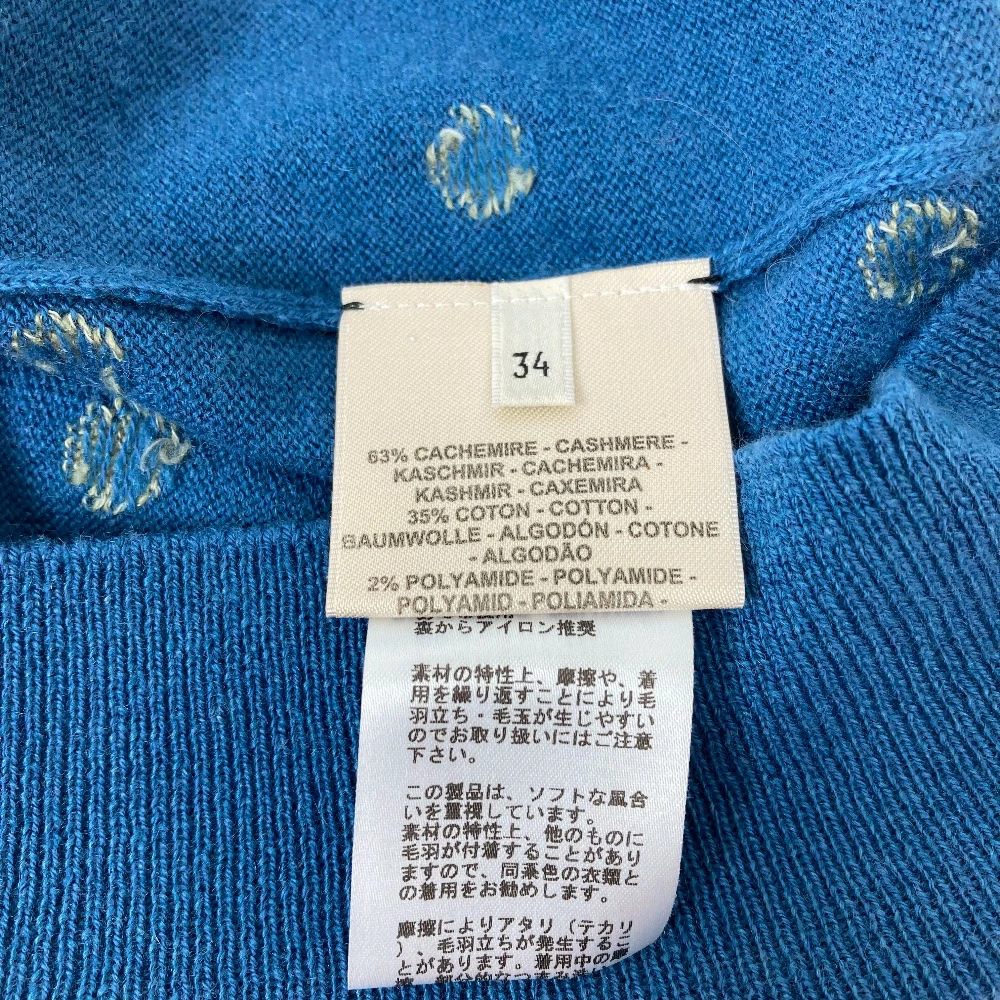 34
63% CACHEMIRE - CASHMERE -
KASCHMIR - CACHEMIRA -
KASHMIR - CAXEMIRA
35% COTON - COTTON -
BAUMWOLLE - ALGODÓN - COTONE
- ALGODÃO
2% POLYAMIDE - POLYAMIDE -
POLYAMID - POLIAMIDA -
裏からアイロン推奨
素材の特性上、摩擦や、着
用を繰り返すことにより毛
羽立ち・毛玉が生じやすい
のでお取り扱いにはご注意
下さい。
この製品は、ソフトな風合
いを重視しています。
素材の特性上、他のものに
毛羽が付着することがあり
ますので、同系色の衣類と
の着用をお勧めします。
摩擦によりアタリ（テカリ
）、毛羽立ちが発生するこ
とがあります。着用中の摩